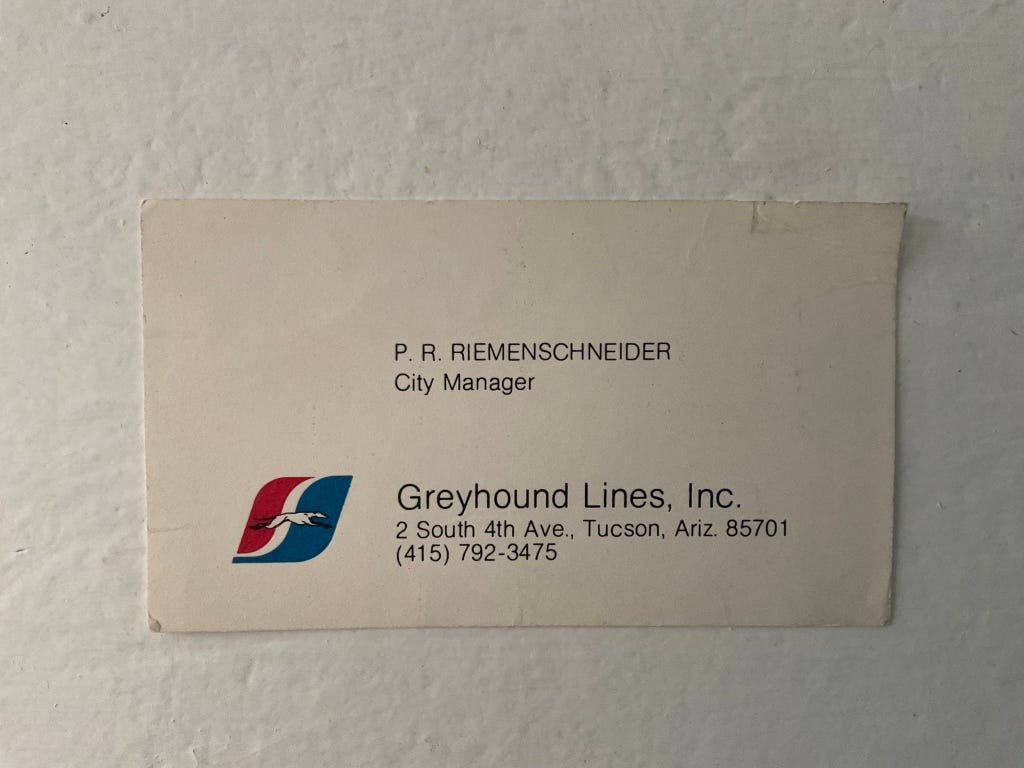 P. R. RIEMENSCHNEIDER
City Manager
Greyhound Lines, Inc.
2 South 4th Ave., Tucson, Ariz. 85701
(415) 792-3475